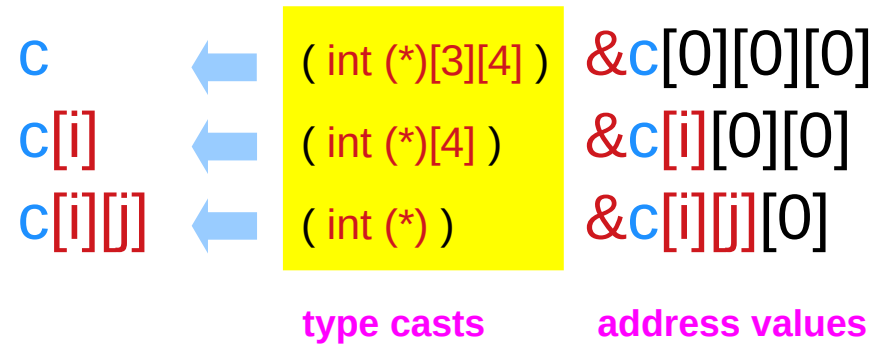 c ( int (*)[3][4] ) &c[0][0][0]
c[i] ( int (*)[4] ) &c[i][0][0]
c[i][j] ( int (*) ) &c[i][j][0]
type casts address values